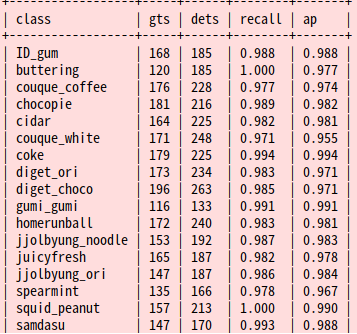 | class | gts | dets | recall | ap |
| ID_gum | 168 | 185 | 0.988 | 0.988 |
| buttering | 120 | 185 | 1.000 | 0.977 |
| couque_coffee | 176 | 228 | 0.977 | 0.974 |
| chocopie | 181 | 216 | 0.989 | 0.982 |
| cidar | 164 | 225 | 0.982 | 0.981 |
| couque_white | 171 | 248 | 0.971 | 0.955 |
| coke | 179 | 225 | 0.994 | 0.994 |
| diget_ori | 173 | 234 | 0.983 | 0.971 |
| diget_choco | 196 | 263 | 0.985 | 0.971 |
| gumi_gumi | 116 | 133 | 0.991 | 0.991 |
| homerunball | 172 | 240 | 0.983 | 0.981 |
| jjolbyung_noodle | 153 | 192 | 0.987 | 0.983 |
| juicyfresh | 165 | 187 | 0.982 | 0.978 |
| jjolbyung_ori | 147 | 187 | 0.986 | 0.984 |
| spearmint | 135 | 166 | 0.978 | 0.967 |
| squid_peanut | 157 | 213 | 1.000 | 0.990 |
| samdasu | 147 | 170 | 0.993 | 0.988 |